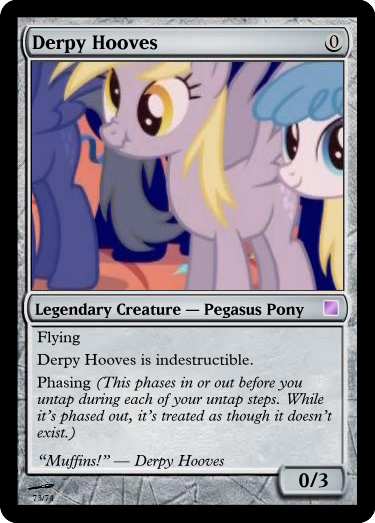 Derpy Hooves 0
Legendary Creature — Pegasus Pony
Flying
Derpy Hooves is indestructible.
Phasing (This phases in or out before you
untap during each of your untap steps. While
it's phased out, it's treated as though it doesn't
exist.)
“Muffins!” — Derpy Hooves
0/3
73/74